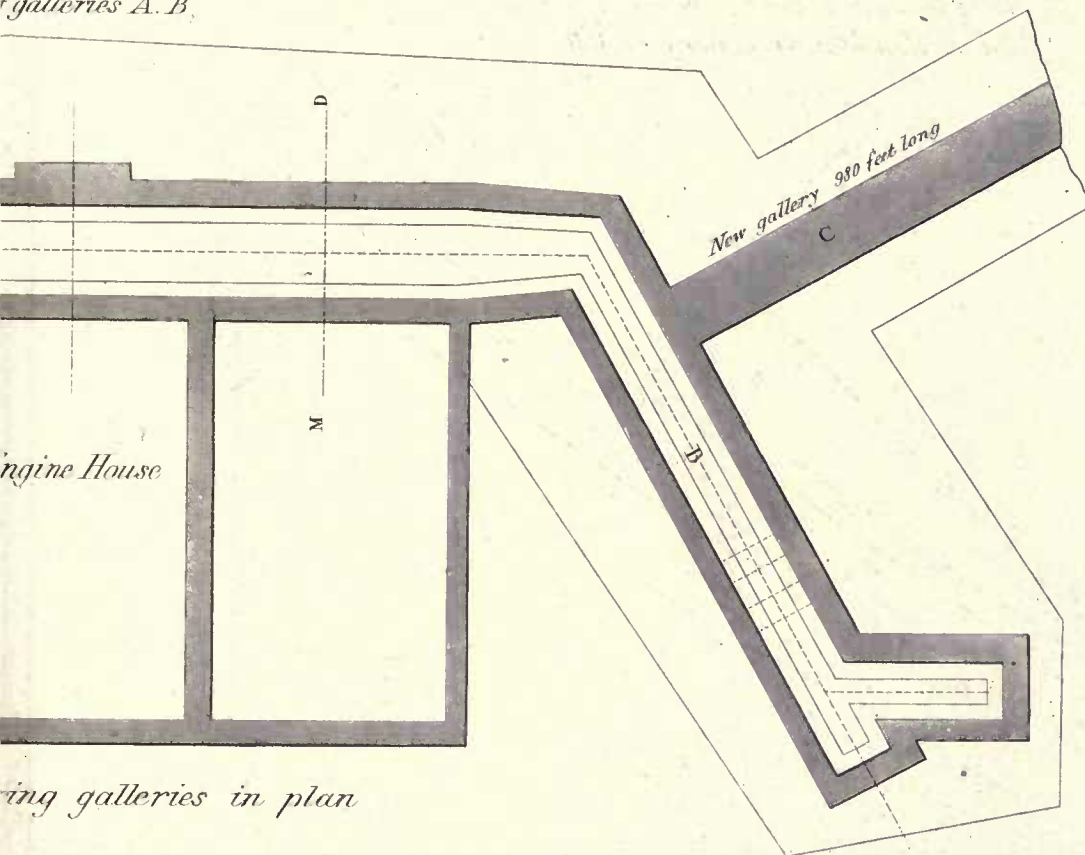 galleries A. B.
D
New gallery 980 feet long
C
M
B
ngine House
ring galleries in plan